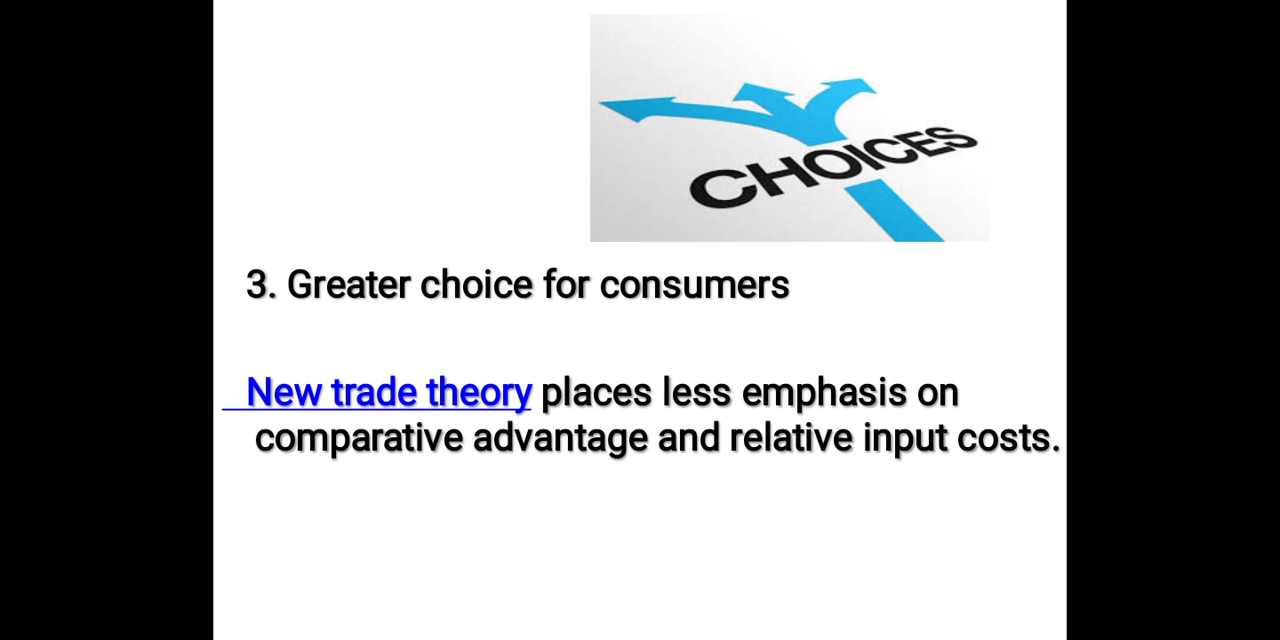 CHOICES
3. Greater choice for consumers
New trade theory places less emphasis on
comparative advantage and relative input costs.